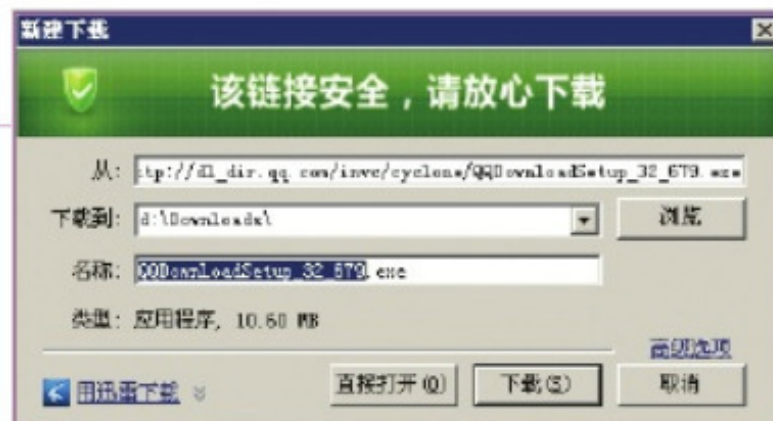 新建下载
该链接安全，请放心下载
从: tp://dl_dir.qq.com/invc/cyclone/QQDownloadSetup_32_679.exe
下载到: d:\Downloads\ 浏览
名称: QQDownloadSetup_32_679.exe
类型: 应用程序, 10.60 MB
高级选项
用迅雷下载 直接打开(O) 下载(S) 取消